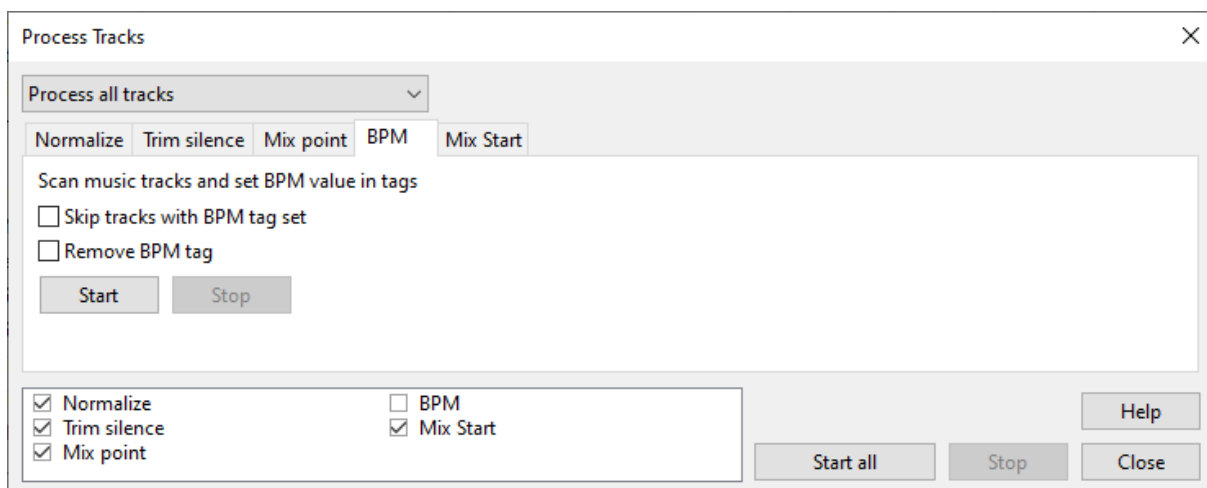 Process Tracks
Process all tracks
Normalize Trim silence Mix point BPM Mix Start
Scan music tracks and set BPM value in tags
Skip tracks with BPM tag set
Remove BPM tag
Start Stop
Normalize BPM
Trim silence Mix Start
Mix point
Help
Start all Stop Close